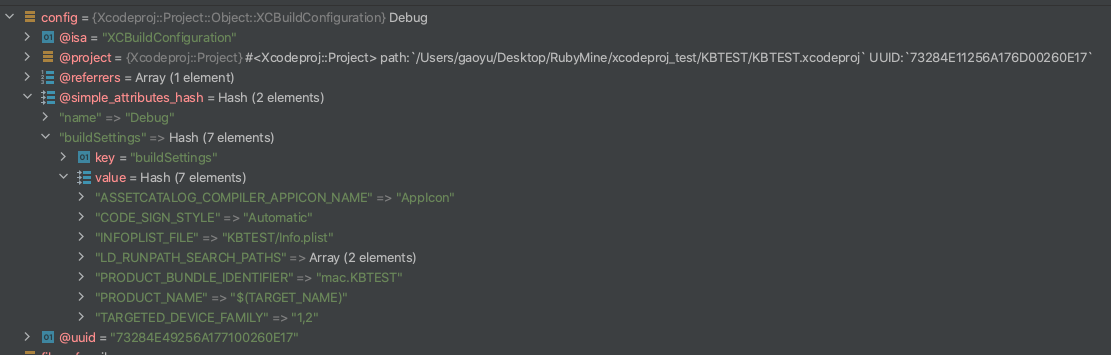 config = {Xcodeproj::Project::Object::XCBuildConfiguration} Debug
@isa = "XCBuildConfiguration"
@project = {Xcodeproj::Project} #<Xcodeproj::Project> path:`/Users/gaoyu/Desktop/RubyMine/xcodeproj_test/KBTEST/KBTEST.xcodeproj` UUID:`73284E11256A176D00260E17`
@referrers = Array (1 element)
@simple_attributes_hash = Hash (2 elements)
"name" => "Debug"
"buildSettings" => Hash (7 elements)
key = "buildSettings"
value = Hash (7 elements)
"ASSETCATALOG_COMPILER_APPICON_NAME" => "AppIcon"
"CODE_SIGN_STYLE" => "Automatic"
"INFOPLIST_FILE" => "KBTEST/Info.plist"
"LD_RUNPATH_SEARCH_PATHS" => Array (2 elements)
"PRODUCT_BUNDLE_IDENTIFIER" => "mac.KBTEST"
"PRODUCT_NAME" => "$(TARGET_NAME)"
"TARGETED_DEVICE_FAMILY" => "1,2"
@uuid = "73284E49256A177100260E17"